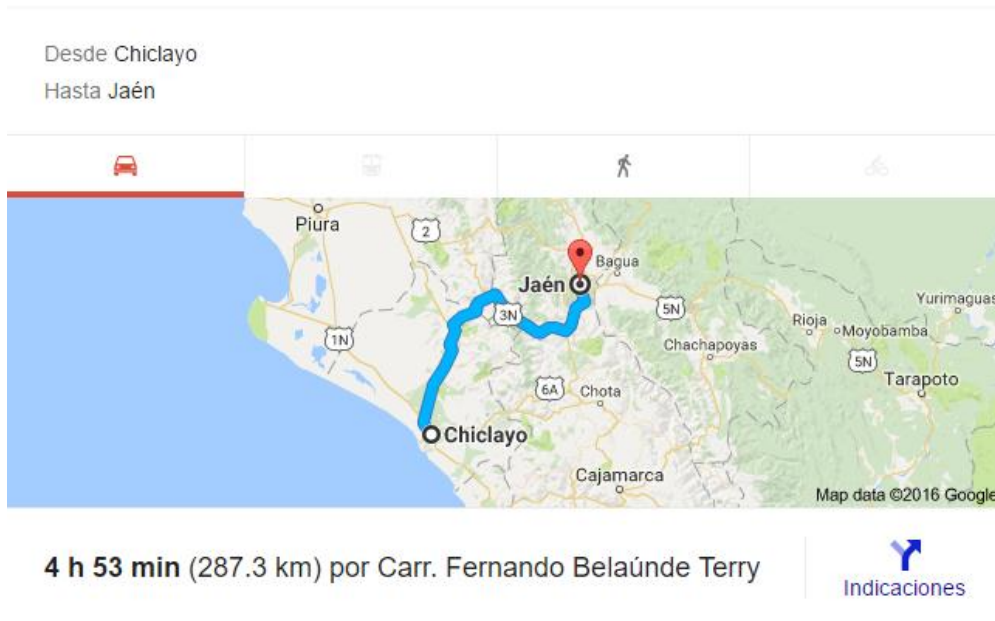 Desde Chiclayo
Hasta Jaén
Piura
2
Bagua
Jaén
3N
5N
Yurimaguas
1N
Rioja
Moyobamba
Chachapoyas
5N
Tarapoto
6A
Chota
Chiclayo
Cajamarca
Map data ©2016 Google
4 h 53 min (287.3 km) por Carr. Fernando Belaúnde Terry
Indicaciones